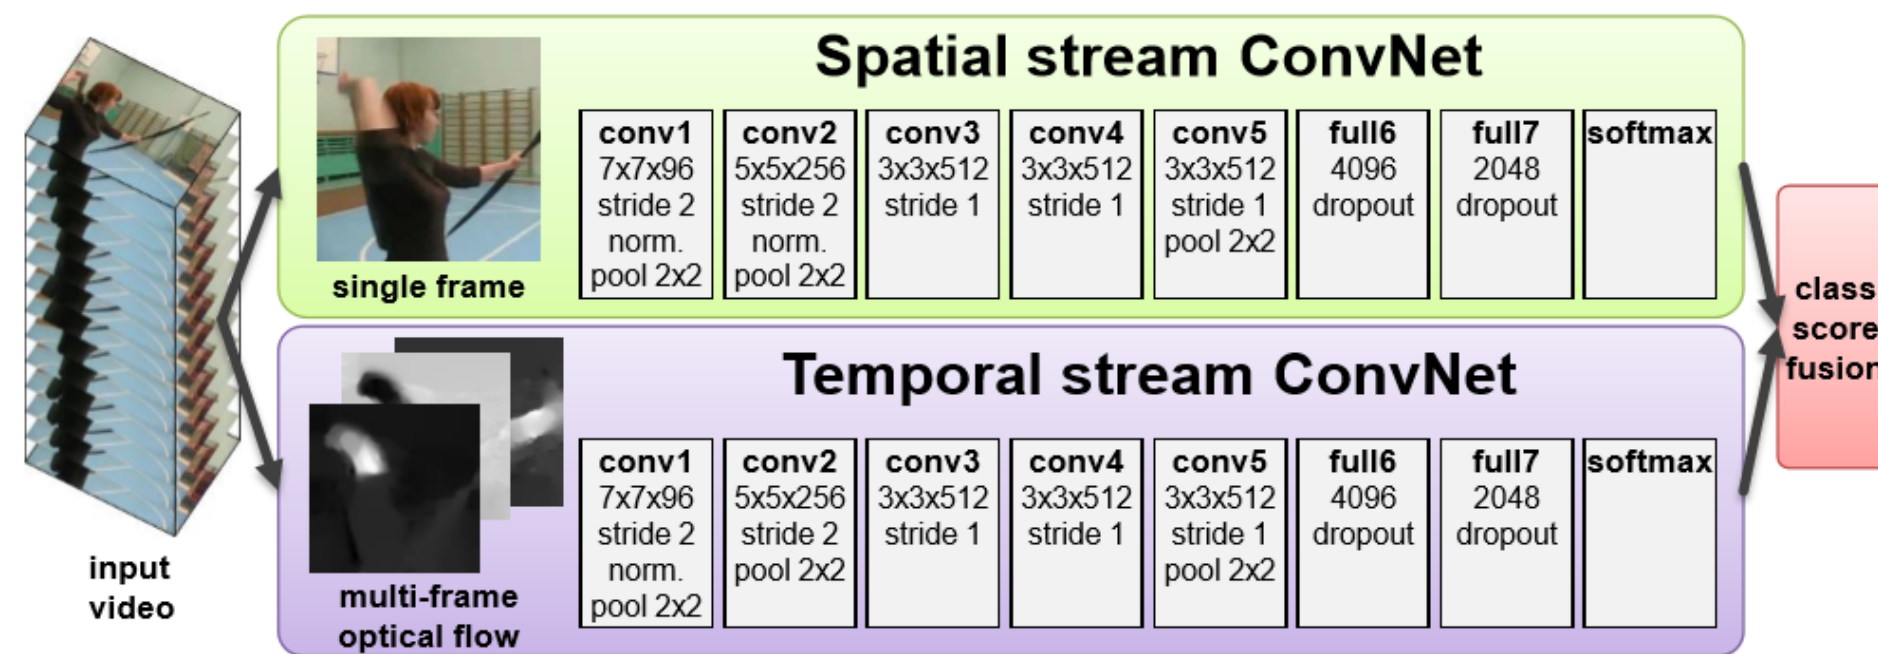 Spatial stream ConvNet
single frame
conv1
7x7x96
stride 2
norm.
pool 2x2
conv2
5x5x256
stride 2
norm.
pool 2x2
conv3
3x3x512
stride 1
conv4
3x3x512
stride 1
conv5
3x3x512
stride 1
pool 2x2
full6
4096
dropout
full7
2048
dropout
softmax
input
video
Temporal stream ConvNet
multi-frame
optical flow
conv1
7x7x96
stride 2
norm.
pool 2x2
conv2
5x5x256
stride 2
pool 2x2
conv3
3x3x512
stride 1
conv4
3x3x512
stride 1
conv5
3x3x512
stride 1
pool 2x2
full6
4096
dropout
full7
2048
dropout
softmax
class
score
fusion